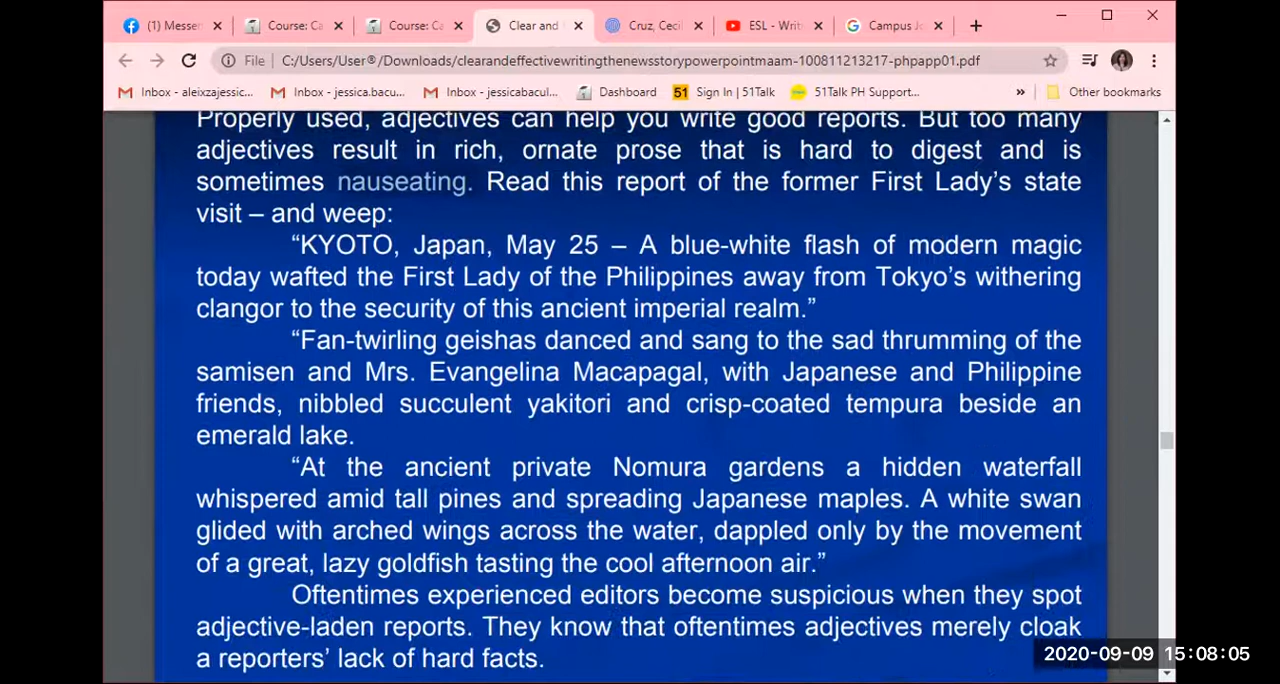 (1) Messen
Course: Ca
Course: Ca
Clear and
Cruz, Cecil
ESL - Writ
Campus Jo
File C:/Users/User®/Downloads/clearandeffectivewritingthenewsstorypowerpointmaam-100811213217-phpapp01.pdf
Inbox - aleixzajessic...
Inbox - jessica.bacu...
Inbox - jessicabacul...
Dashboard
51 Sign In | 51Talk
51Talk PH Support...
» Other bookmarks
Properly used, adjectives can help you write good reports. But too many
adjectives result in rich, ornate prose that is hard to digest and is
sometimes nauseating. Read this report of the former First Lady's state
visit – and weep:
“KYOTO, Japan, May 25 – A blue-white flash of modern magic
today wafted the First Lady of the Philippines away from Tokyo's withering
clangor to the security of this ancient imperial realm.”
“Fan-twirling geishas danced and sang to the sad thrumming of the
samisen and Mrs. Evangelina Macapagal, with Japanese and Philippine
friends, nibbled succulent yakitori and crisp-coated tempura beside an
emerald lake.
“At the ancient private Nomura gardens a hidden waterfall
whispered amid tall pines and spreading Japanese maples. A white swan
glided with arched wings across the water, dappled only by the movement
of a great, lazy goldfish tasting the cool afternoon air.”
Oftentimes experienced editors become suspicious when they spot
adjective-laden reports. They know that oftentimes adjectives merely cloak
a reporters' lack of hard facts.
2020-09-09 15:08:05